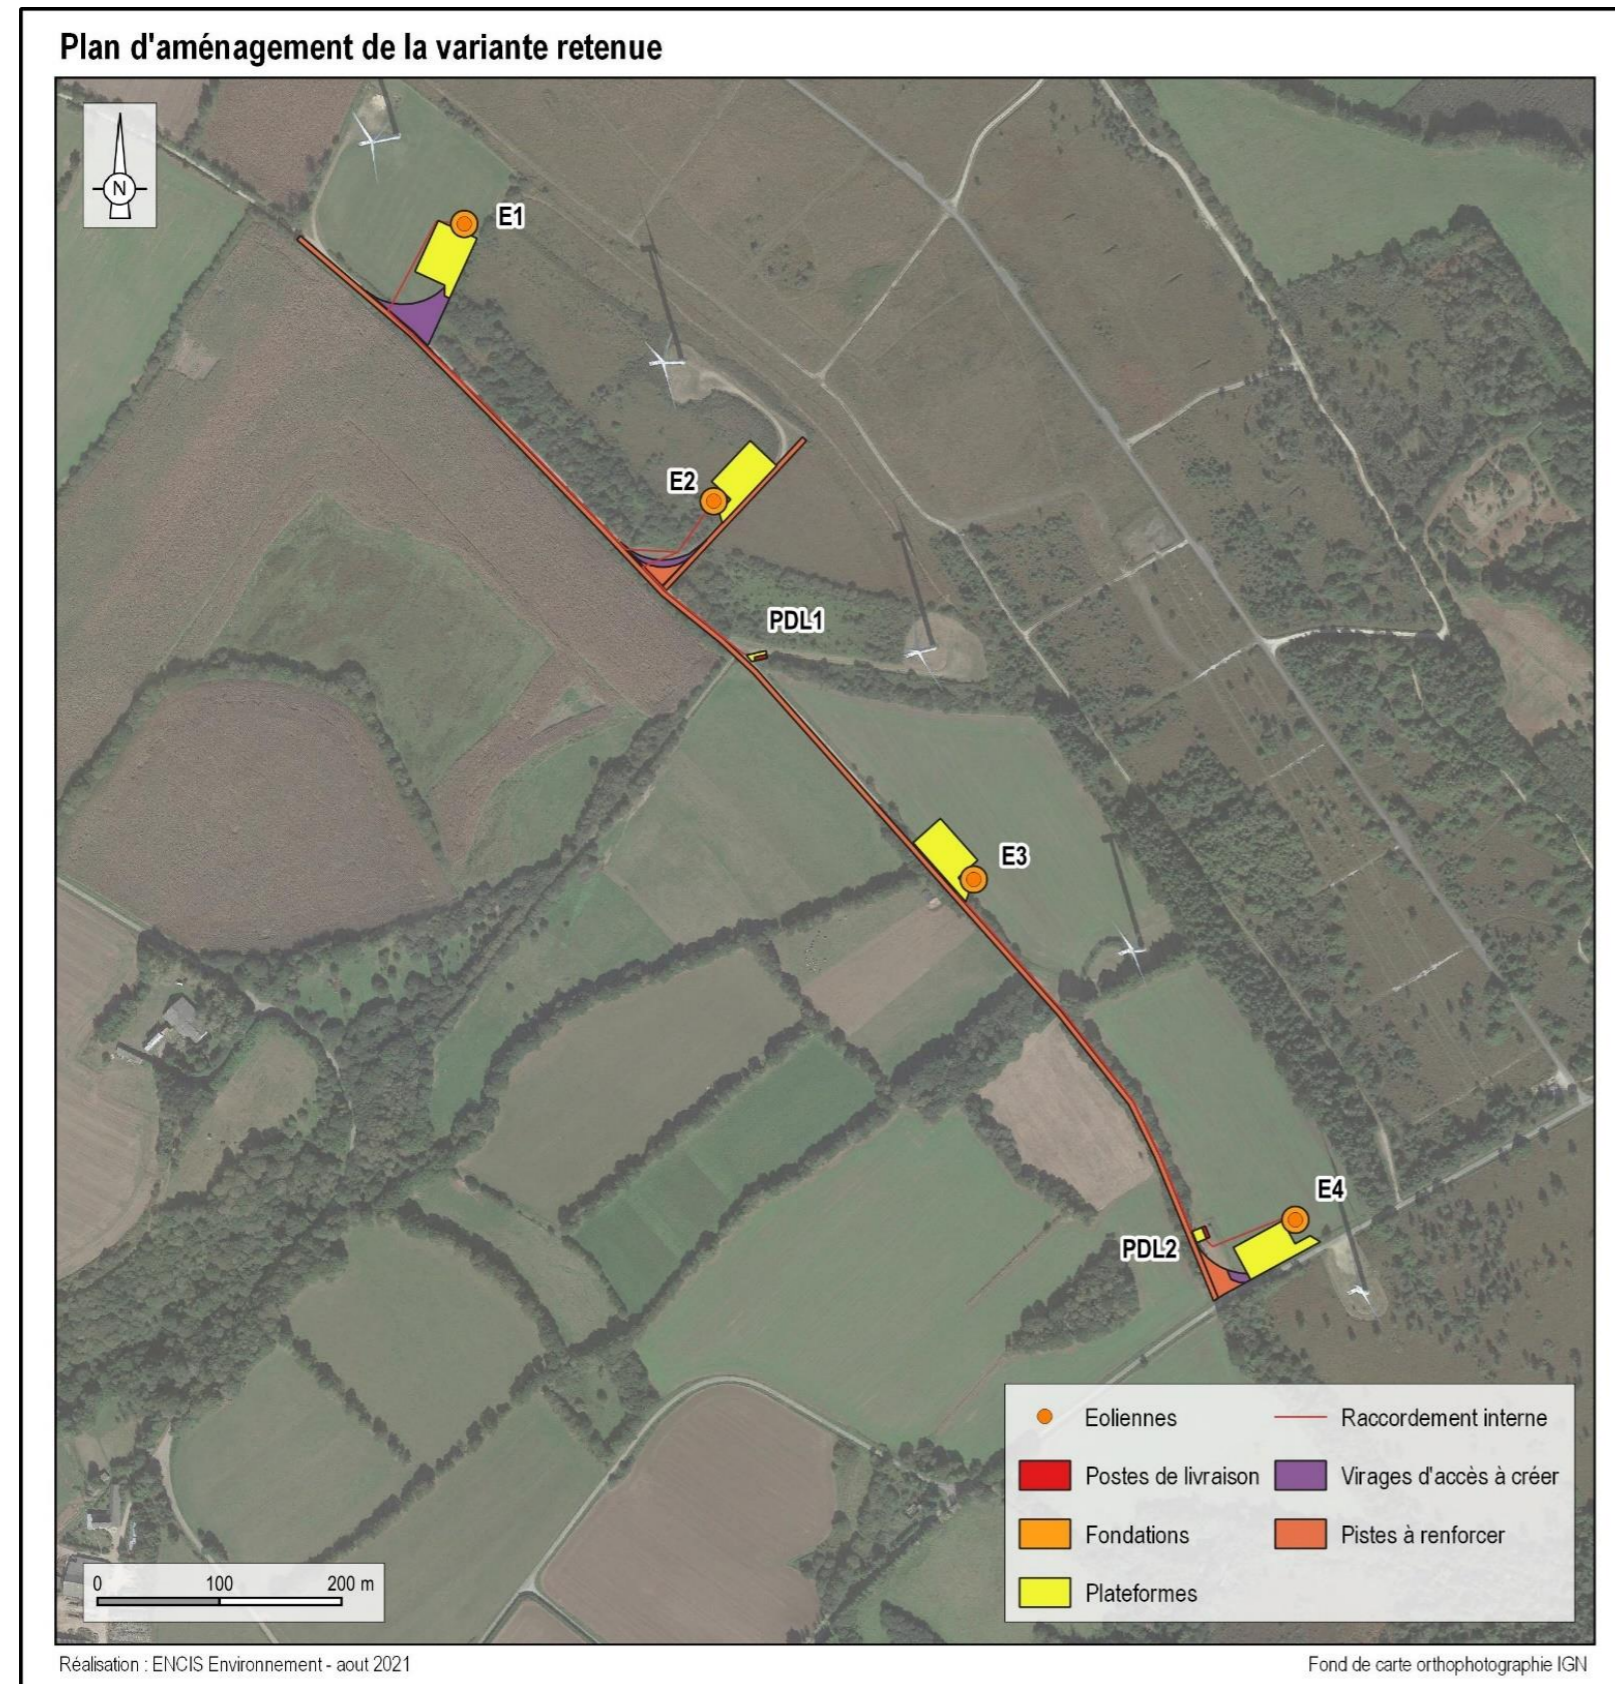 Plan d'aménagement de la variante retenue
N
E1
E2
PDL1
E3
E4
PDL2
Eoliennes
Raccordement interne
Postes de livraison
Virages d'accès à créer
Fondations
Pistes à renforcer
Plateformes
0 100 200 m
Réalisation : ENCIS Environnement - aout 2021
Fond de carte orthophotographie IGN